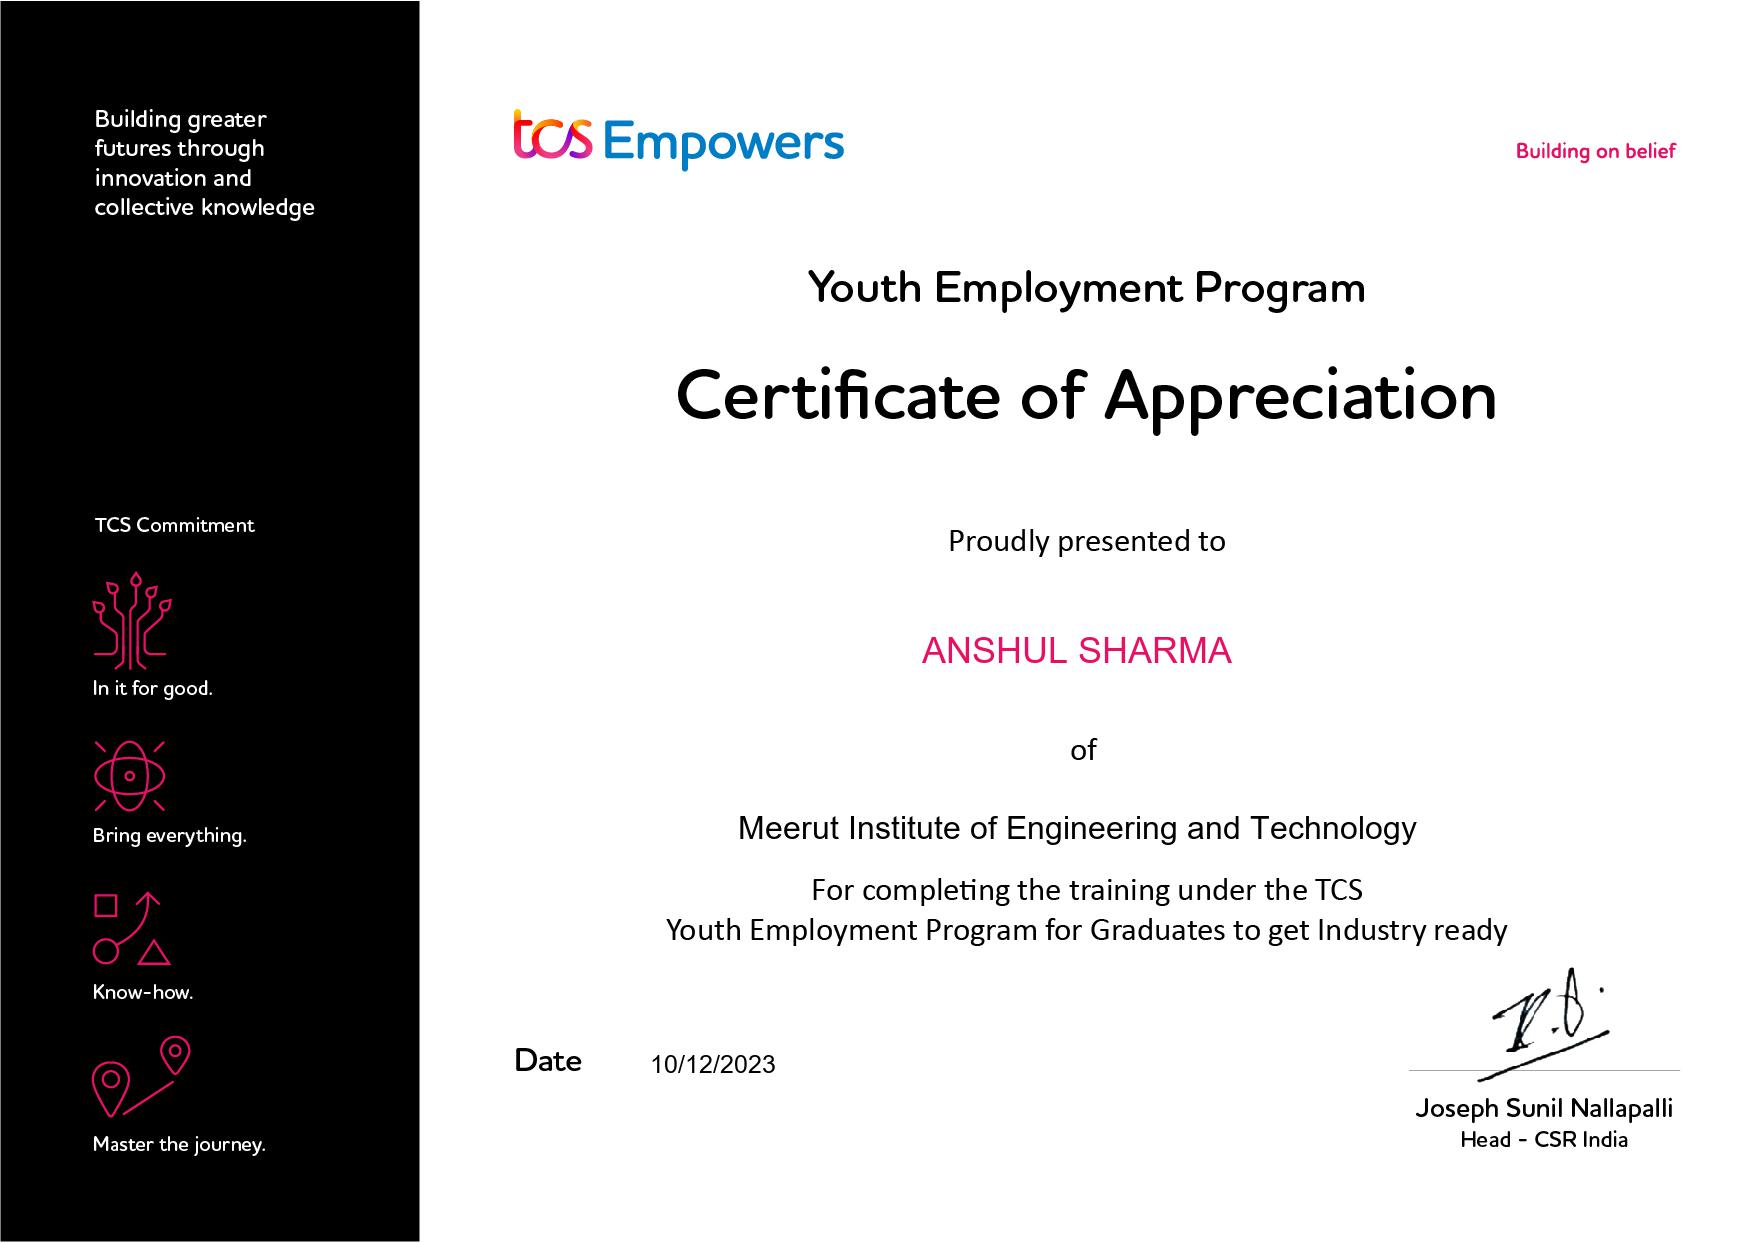 Building greater
futures through
innovation and
collective knowledge
TCS Commitment
In it for good.
Bring everything.
Know-how.
Master the journey.
tcs Empowers
Building on belief
Youth Employment Program
Certificate of Appreciation
Proudly presented to
ANSHUL SHARMA
of
Meerut Institute of Engineering and Technology
For completing the training under the TCS
Youth Employment Program for Graduates to get Industry ready
Date 10/12/2023
Joseph Sunil Nallapalli
Head - CSR India